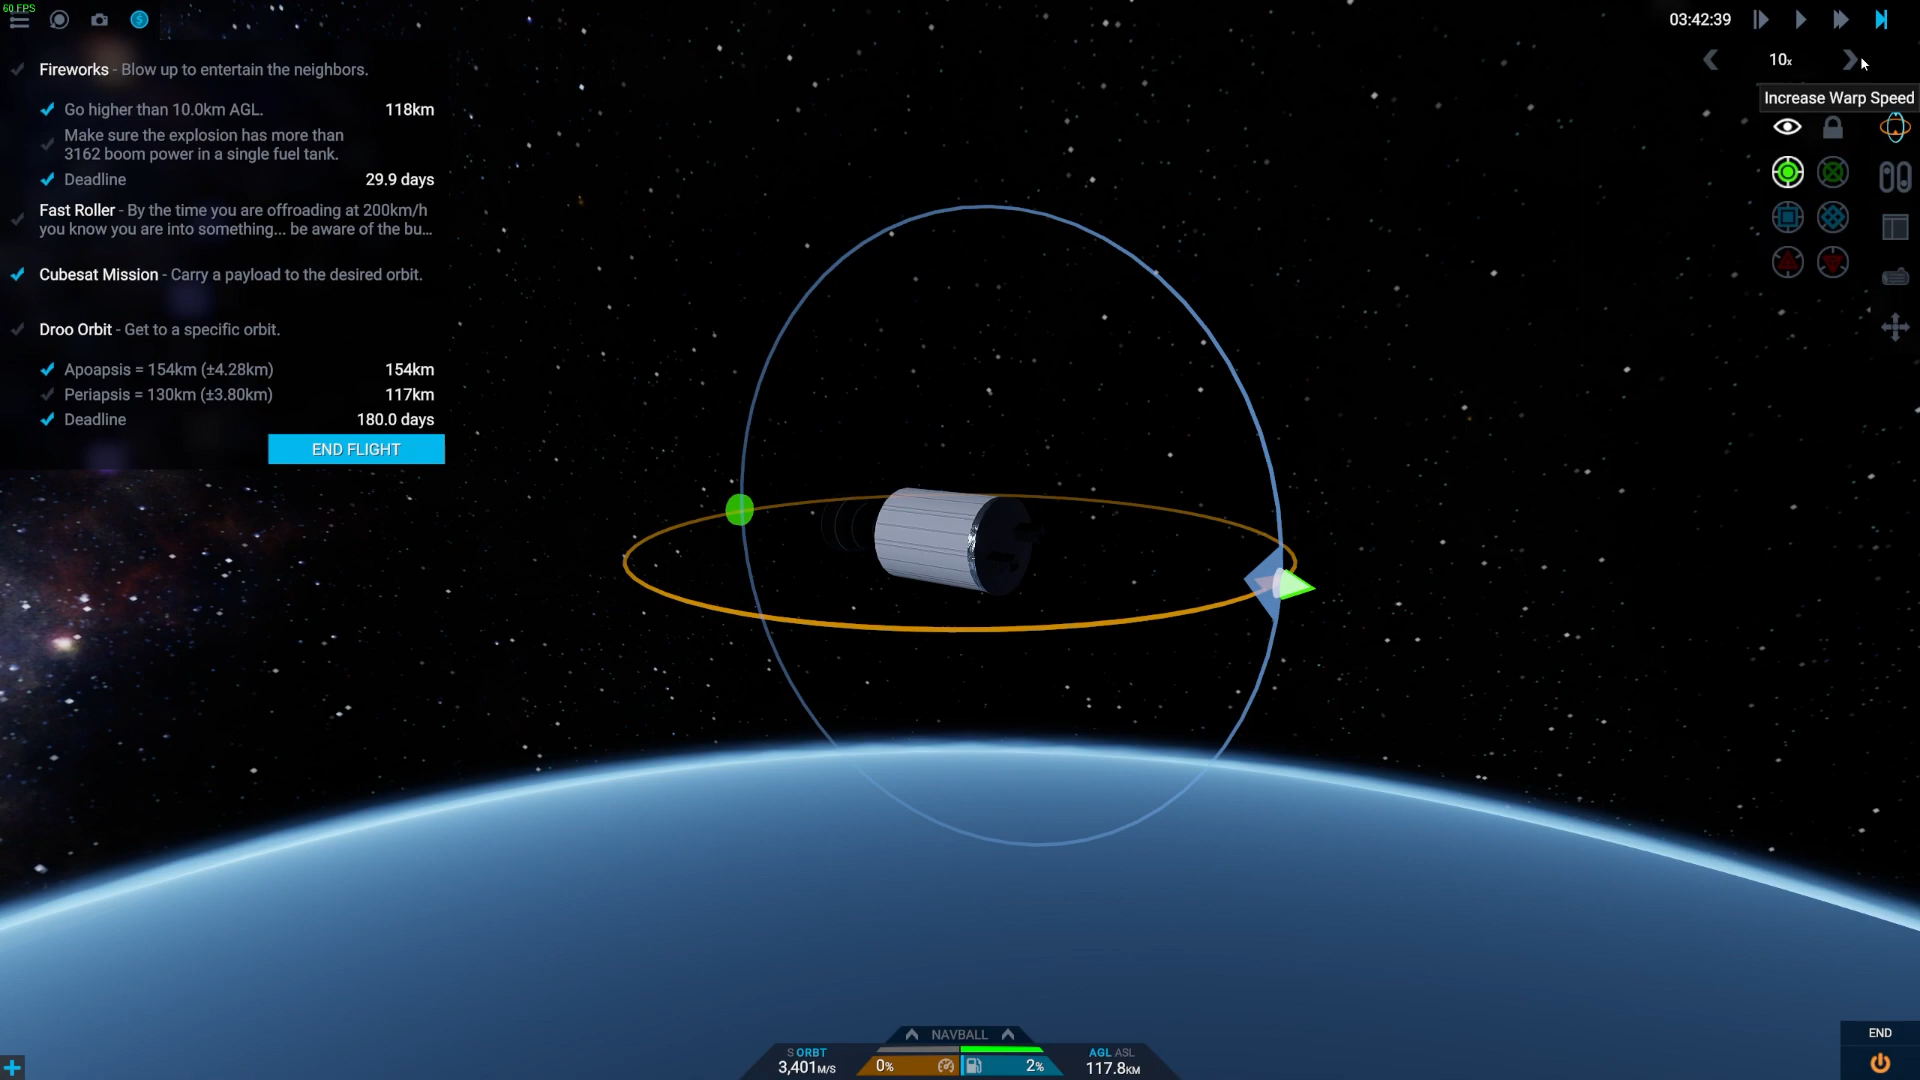 60 FPS
03:42:39
10x
Increase Warp Speed
Fireworks - Blow up to entertain the neighbors.
Go higher than 10.0km AGL. 118km
Make sure the explosion has more than
3162 boom power in a single fuel tank.
Deadline 29.9 days
Fast Roller - By the time you are offroading at 200km/h
you know you are into something... be aware of the bu...
Cubesat Mission - Carry a payload to the desired orbit.
Droo Orbit - Get to a specific orbit.
Apoapsis = 154km (±4.28km) 154km
Periapsis = 130km (±3.80km) 117km
Deadline 180.0 days
END FLIGHT
NAVBALL
S ORBT
3,401M/S
0%
2%
AGL ASL
117.8KM
END